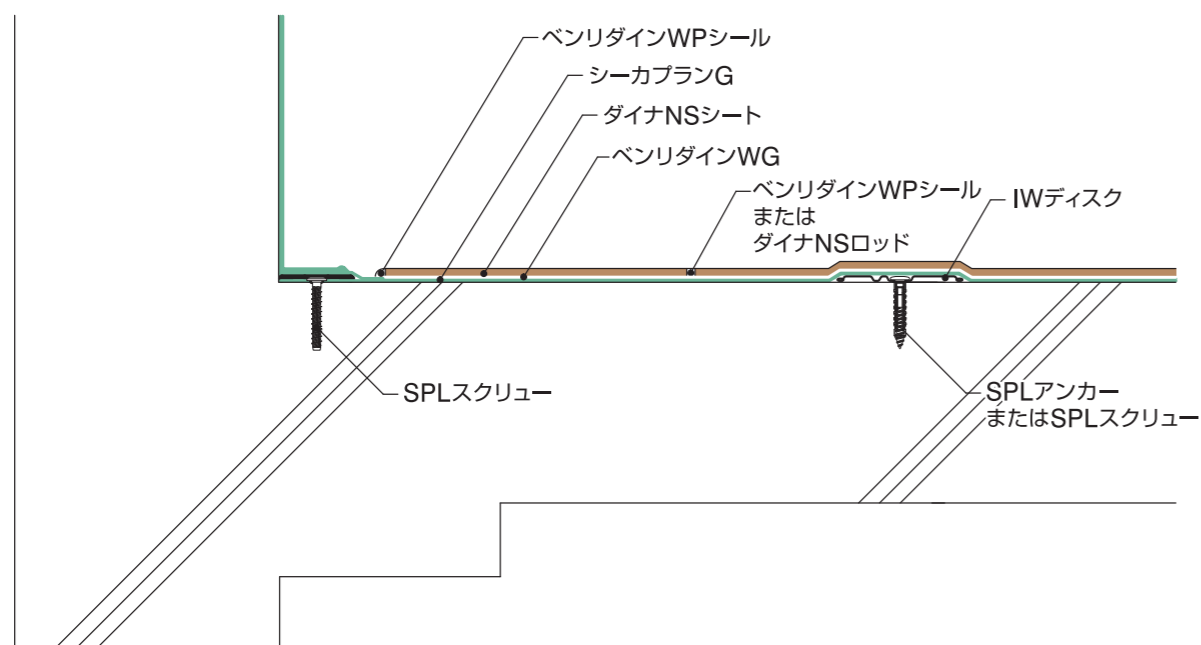 ベンリダインWPシール
シーカプランG
ダイナNSシート
ベンリダインWG
ベンリダインWPシール
または
ダイナNSロッド
IWディスク
SPLスクリュー
SPLアンカー
またはSPLスクリュー